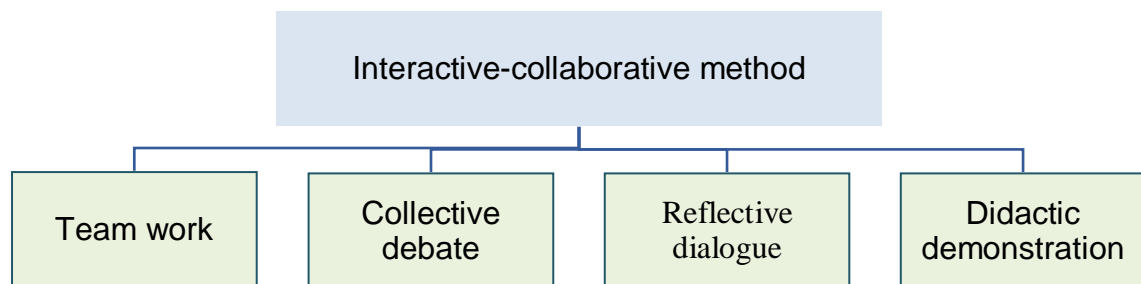 Interactive-collaborative method
Team work
Collective
debate
Reflective
dialogue
Didactic
demonstration